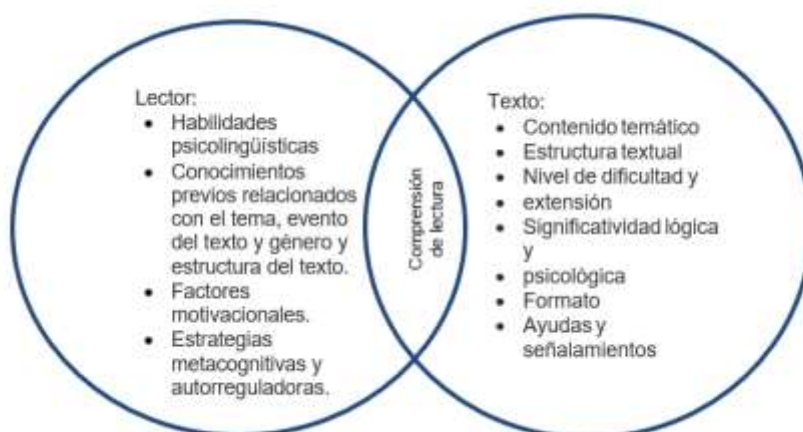 Lector:
• Habilidades
psicolingüísticas
• Conocimientos
previos relacionados
con el tema, evento
del texto y género y
estructura del texto.
• Factores
motivacionales.
• Estrategias
metacognitivas y
autorreguladoras.
Comprensión
de lectura
Texto:
• Contenido temático
• Estructura textual
• Nivel de dificultad y
• extensión
• Significatividad lógica
y
• psicológica
• Formato
• Ayudas y
señalamientos